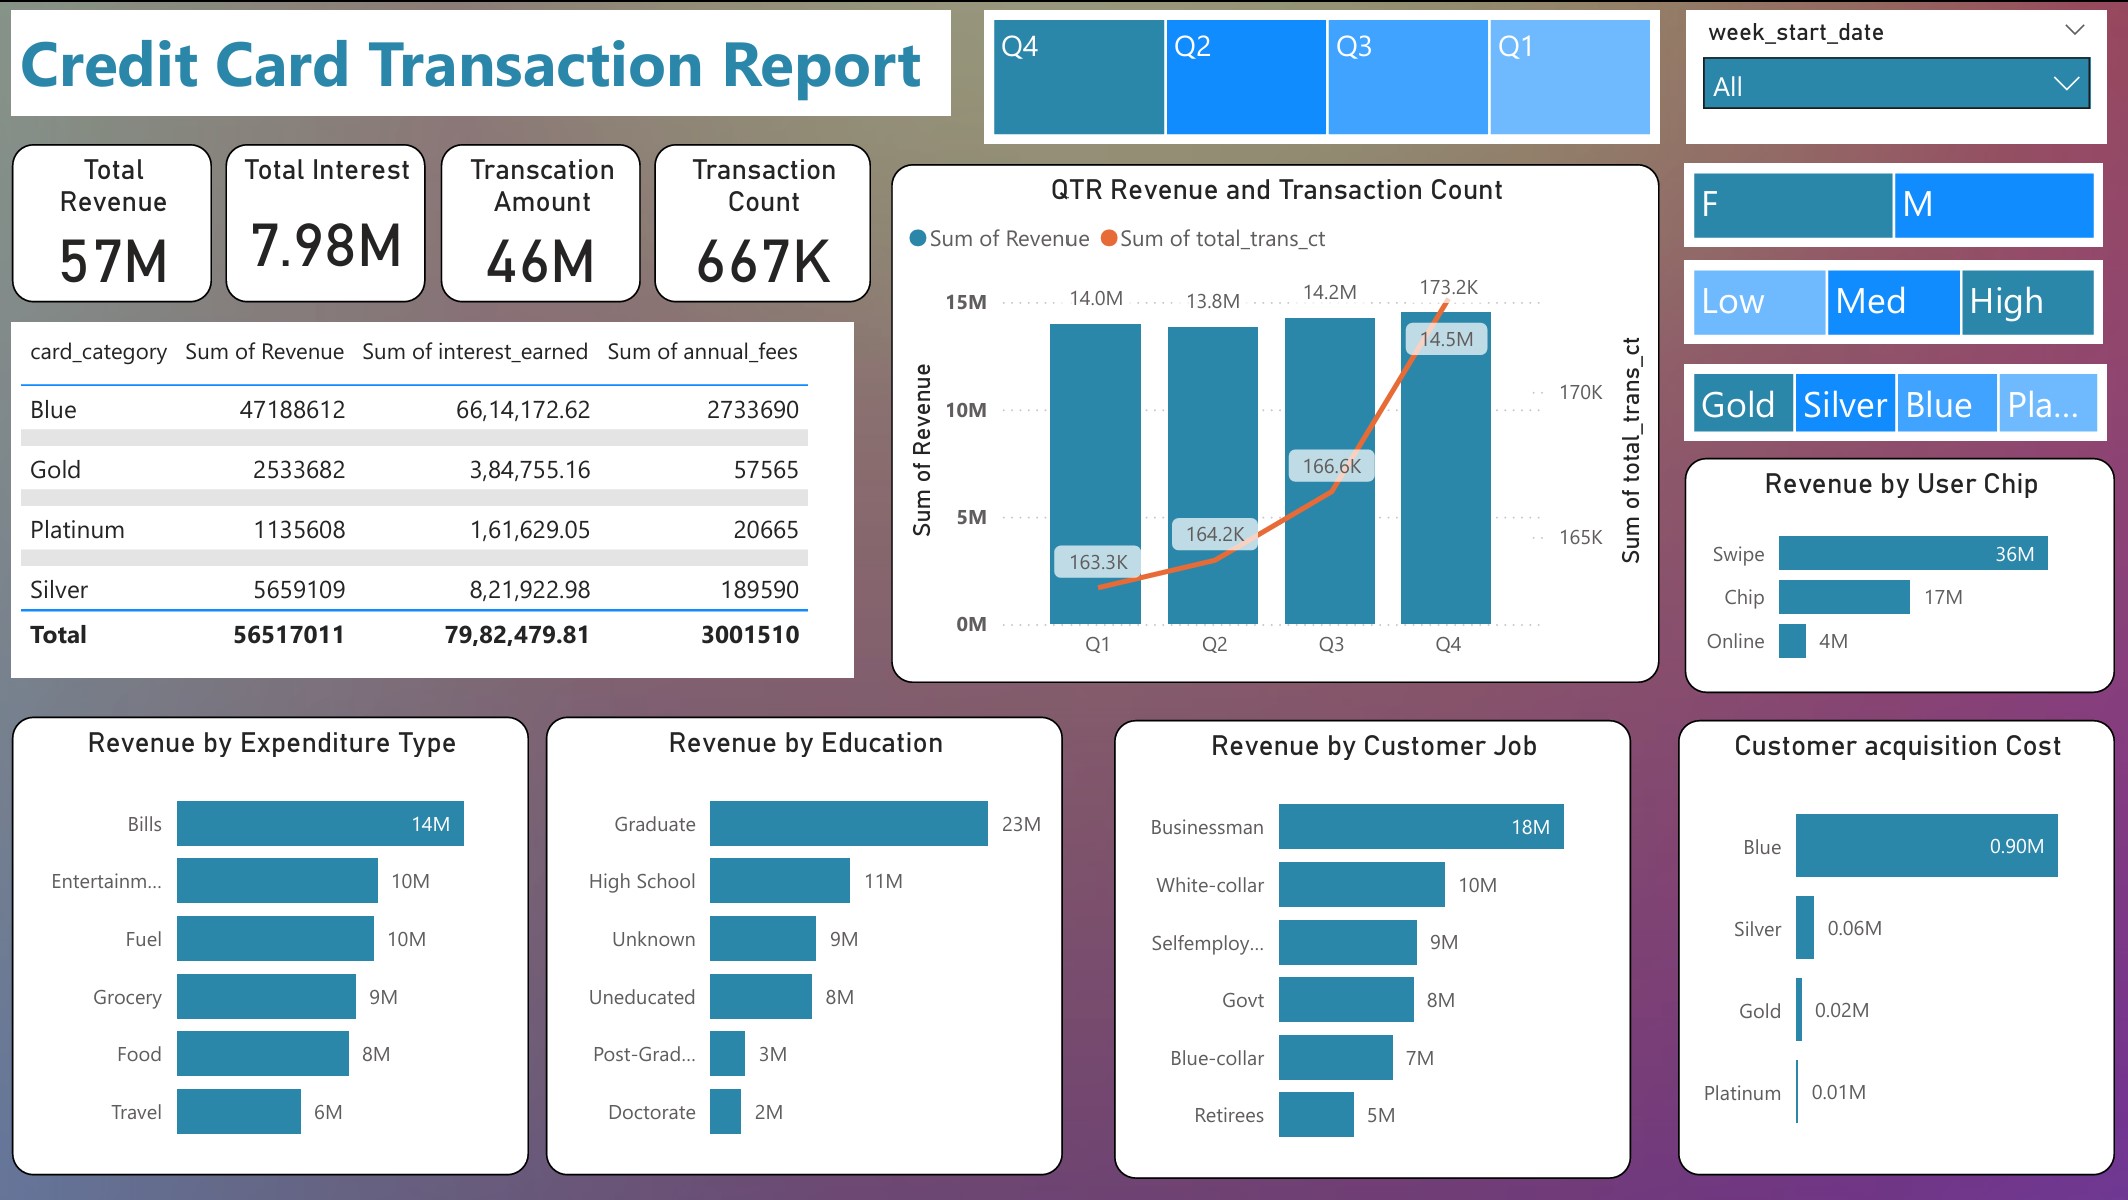 Credit Card Transaction Report
Q4 Q2 Q3 Q1
week_start_date
All
Total
Revenue
57M
Total Interest
7.98M
Transcation
Amount
46M
Transaction
Count
667K
F M
Low Med High
Gold Silver Blue Pla...
card_category Sum of Revenue Sum of interest_earned Sum of annual_fees
Blue 47188612 66,14,172.62 2733690
Gold 2533682 3,84,755.16 57565
Platinum 1135608 1,61,629.05 20665
Silver 5659109 8,21,922.98 189590
Total 56517011 79,82,479.81 3001510
QTR Revenue and Transaction Count
Sum of Revenue Sum of total_trans_ct
Sum of Revenue
15M
10M
5M
0M
14.0M 13.8M 14.2M 14.5M
163.3K 164.2K 166.6K 173.2K
Q1 Q2 Q3 Q4
170K
165K
Sum of total_trans_ct
Revenue by User Chip
Swipe 36M
Chip 17M
Online 4M
Revenue by Expenditure Type
Bills 14M
Entertainm... 10M
Fuel 10M
Grocery 9M
Food 8M
Travel 6M
Revenue by Education
Graduate 23M
High School 11M
Unknown 9M
Uneducated 8M
Post-Grad... 3M
Doctorate 2M
Revenue by Customer Job
Businessman 18M
White-collar 10M
Selfemploy... 9M
Govt 8M
Blue-collar 7M
Retirees 5M
Customer acquisition Cost
Blue 0.90M
Silver 0.06M
Gold 0.02M
Platinum 0.01M